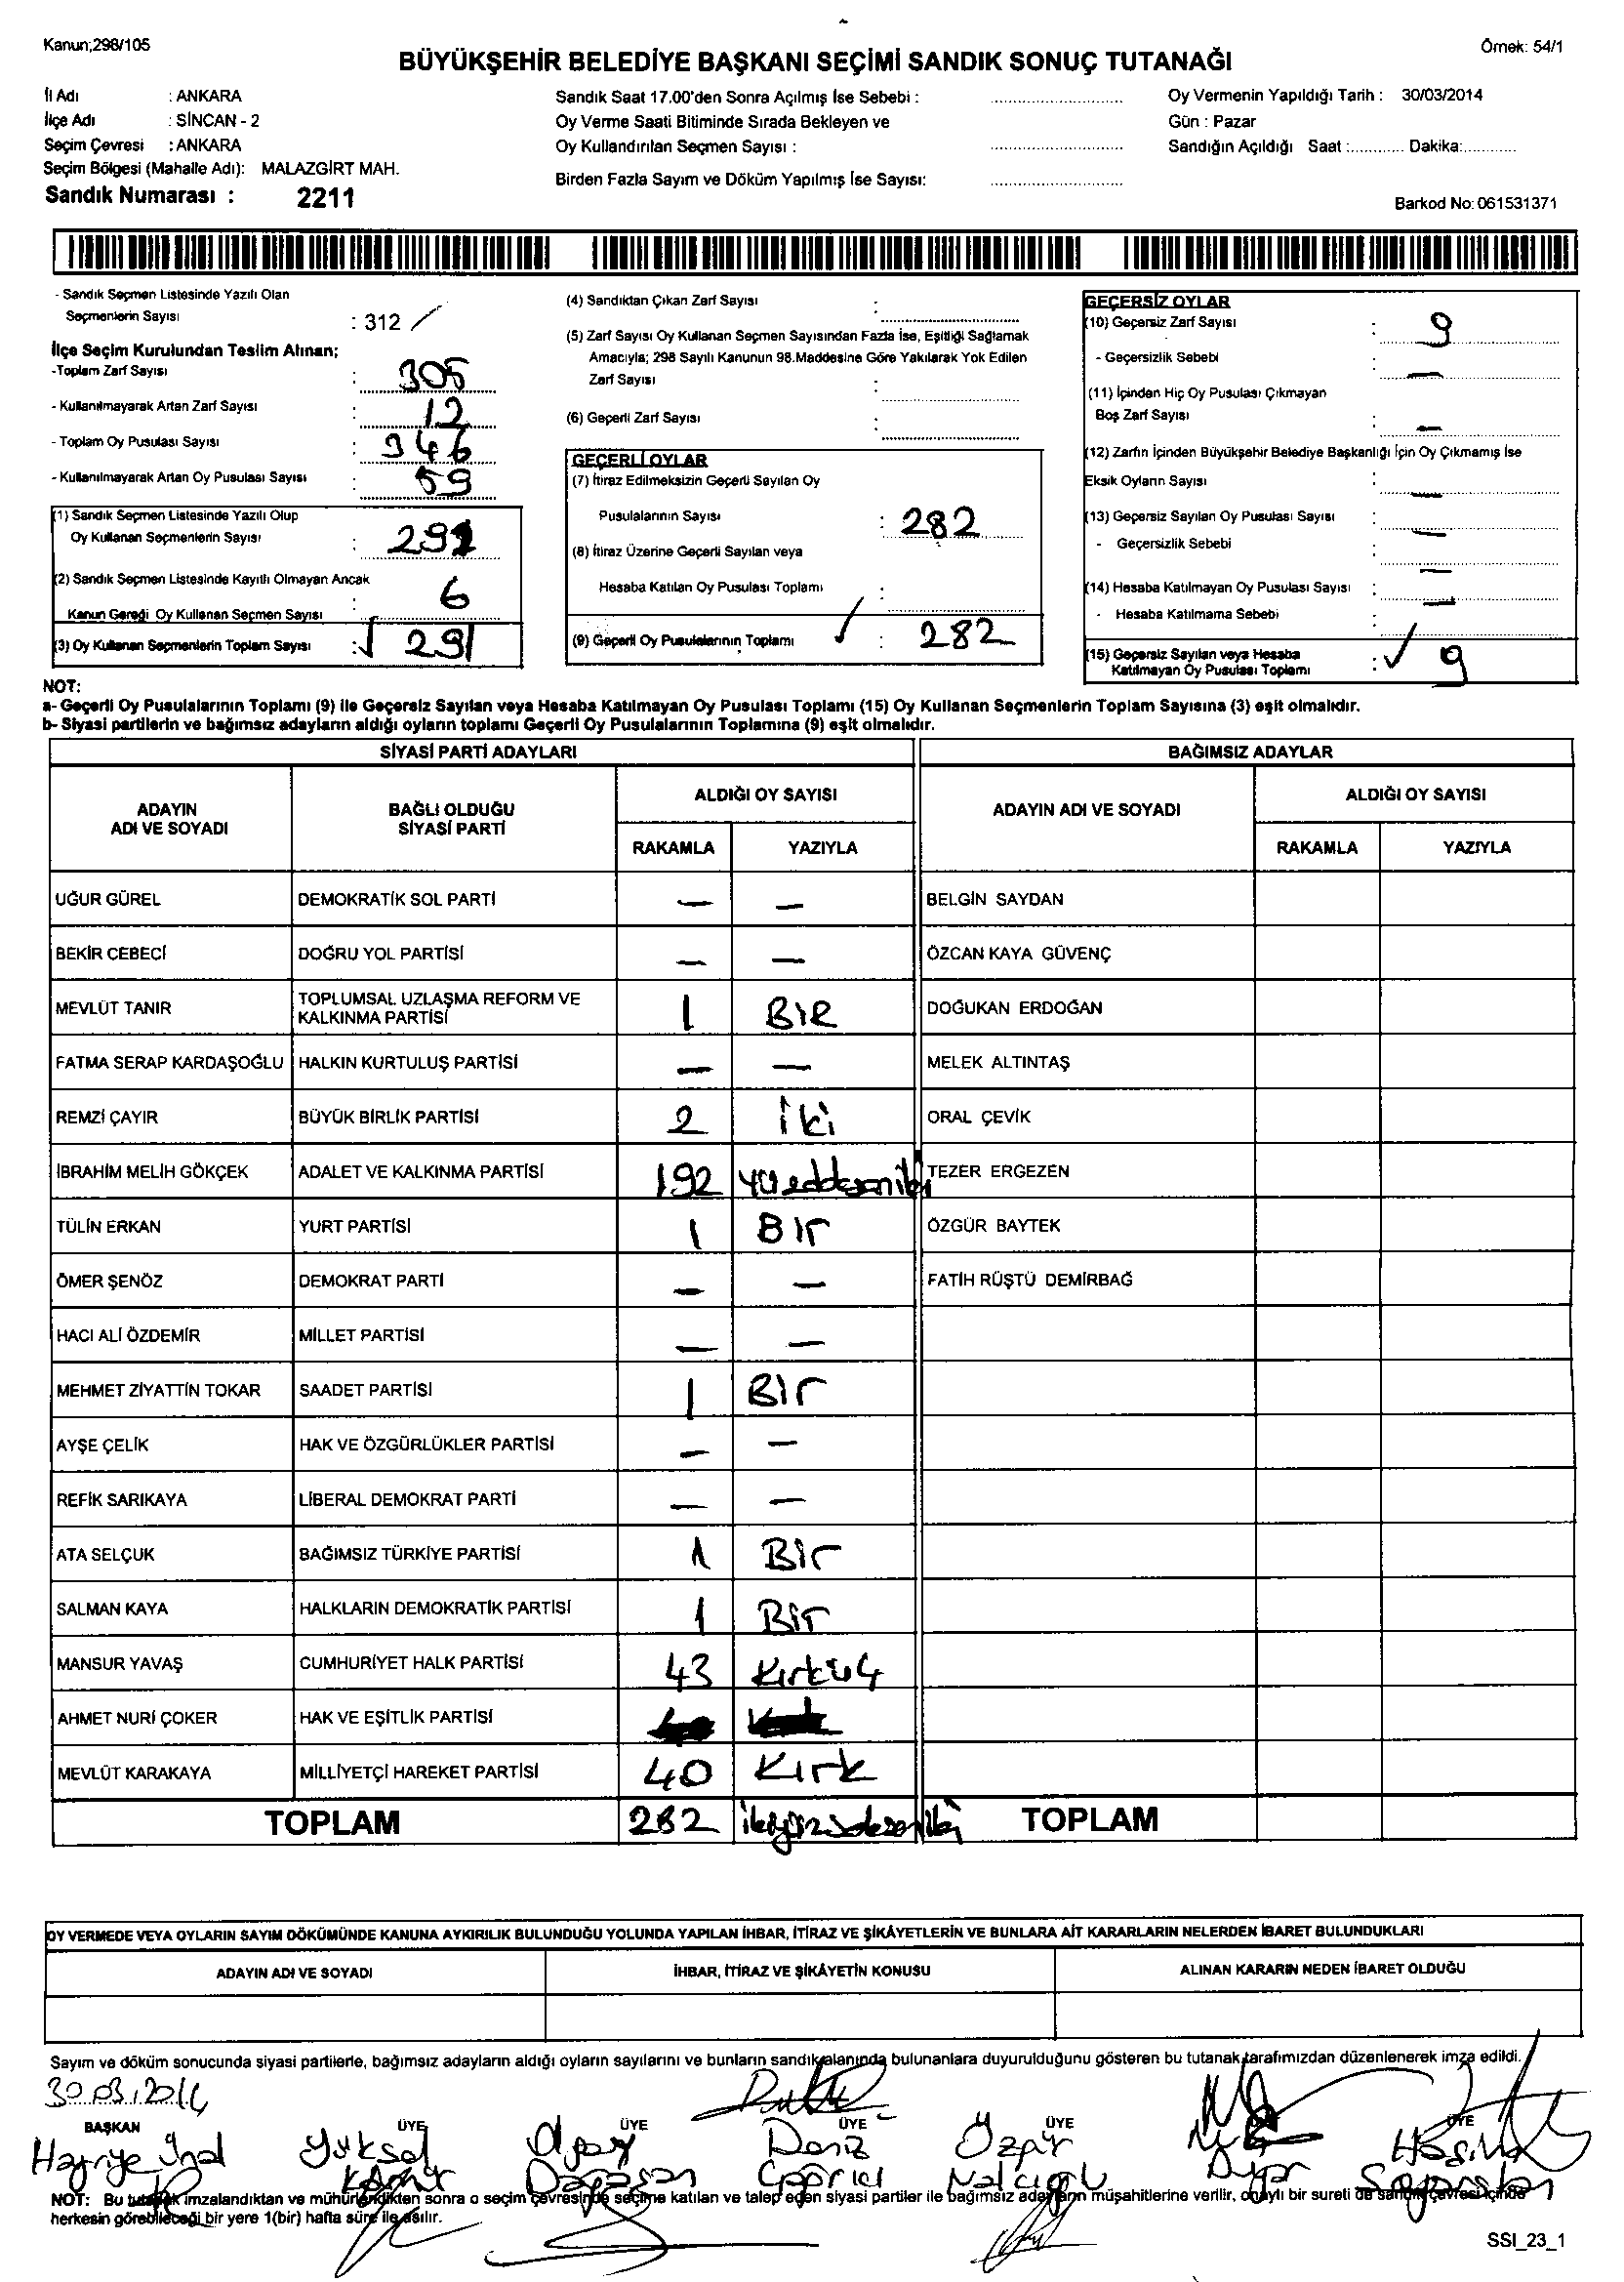 Kanun;298/105
Örnek: 54/1
BÜYÜKŞEHİR BELEDİYE BAŞKANI SEÇİMİ SANDIK SONUÇ TUTANAĞI
İl Adı : ANKARA
İlçe Adı : SİNCAN - 2
Seçim Çevresi : ANKARA
Seçim Bölgesi (Mahalle Adı): MALAZGİRT MAH.
Sandık Numarası : 2211
Sandık Saat 17.00'den Sonra Açılmış İse Sebebi :
Oy Verme Saati Bitiminde Sırada Bekleyen ve
Oy Kullandırılan Seçmen Sayısı :
Birden Fazla Sayım ve Döküm Yapılmış İse Sayısı:
Oy Vermenin Yapıldığı Tarih : 30/03/2014
Gün : Pazar
Sandığın Açıldığı Saat :............ Dakika:............
Barkod No: 061531371
- Sandık Seçmen Listesinde Yazılı Olan
Seçmenlerin Sayısı : 312
İlçe Seçim Kurulundan Teslim Alınan;
-Toplam Zarf Sayısı : 305
- Kullanılmayarak Artan Zarf Sayısı : 12
- Toplam Oy Pusulası Sayısı : 346
- Kullanılmayarak Artan Oy Pusulası Sayısı : 59
(1) Sandık Seçmen Listesinde Yazılı Olup
Oy Kullanan Seçmenlerin Sayısı :
(2) Sandık Seçmen Listesinde Kayıtlı Olmayan Ancak
Kanun Gereği Oy Kullanan Seçmen Sayısı : 6
(3) Oy Kullanan Seçmenlerin Toplam Sayısı : 291
(4) Sandıktan Çıkan Zarf Sayısı :
(5) Zarf Sayısı Oy Kullanan Seçmen Sayısından Fazla İse, Eşitliği Sağlamak
Amacıyla; 298 Sayılı Kanunun 98.Maddesine Göre Yakılarak Yok Edilen
Zarf Sayısı :
(6) Geçerli Zarf Sayısı :
GEÇERLİ OYLAR
(7) İtiraz Edilmeksizin Geçerli Sayılan Oy
Pusulalarının Sayısı : 282
(8) İtiraz Üzerine Geçerli Sayılan veya
Hesaba Katılan Oy Pusulası Toplamı :
(9) Geçerli Oy Pusulalarının Toplamı : 282
GEÇERSİZ OYLAR
(10) Geçersiz Zarf Sayısı : 9
- Geçersizlik Sebebi : —
(11) İçinden Hiç Oy Pusulası Çıkmayan
Boş Zarf Sayısı : —
(12) Zarfın İçinden Büyükşehir Belediye Başkanlığı İçin Oy Çıkmamış İse
Eksik Oyların Sayısı : —
(13) Geçersiz Sayılan Oy Pusulası Sayısı : —
- Geçersizlik Sebebi : —
(14) Hesaba Katılmayan Oy Pusulası Sayısı : —
- Hesaba Katılmama Sebebi :
(15) Geçersiz Sayılan veya Hesaba
Katılmayan Oy Pusulası Toplamı : 9
NOT:
a- Geçerli Oy Pusulalarının Toplamı (9) ile Geçersiz Sayılan veya Hesaba Katılmayan Oy Pusulası Toplamı (15) Oy Kullanan Seçmenlerin Toplam Sayısına (3) eşit olmalıdır.
b- Siyasi partilerin ve bağımsız adayların aldığı oyların toplamı Geçerli Oy Pusulalarının Toplamına (9) eşit olmalıdır.
SİYASİ PARTİ ADAYLARI BAĞIMSIZ ADAYLAR
ADAYIN ADI VE SOYADI BAĞLI OLDUĞU SİYASİ PARTİ ALDIĞI OY SAYISI ADAYIN ADI VE SOYADI ALDIĞI OY SAYISI
RAKAMLA YAZIYLA RAKAMLA YAZIYLA
UĞUR GÜREL DEMOKRATİK SOL PARTİ — — BELGİN SAYDAN
BEKİR CEBECİ DOĞRU YOL PARTİSİ — — ÖZCAN KAYA GÜVENÇ
MEVLÜT TANIR TOPLUMSAL UZLAŞMA REFORM VE KALKINMA PARTİSİ 1 BİR DOĞUKAN ERDOĞAN
FATMA SERAP KARDAŞOĞLU HALKIN KURTULUŞ PARTİSİ — — MELEK ALTINTAŞ
REMZİ ÇAYIR BÜYÜK BİRLİK PARTİSİ 2 İki ORAL ÇEVİK
İBRAHİM MELİH GÖKÇEK ADALET VE KALKINMA PARTİSİ 192 TEZER ERGEZEN
TÜLİN ERKAN YURT PARTİSİ 1 Bir ÖZGÜR BAYTEK
ÖMER ŞENÖZ DEMOKRAT PARTİ — — FATİH RÜŞTÜ DEMİRBAĞ
HACI ALİ ÖZDEMİR MİLLET PARTİSİ — —
MEHMET ZİYATTİN TOKAR SAADET PARTİSİ 1 Bir
AYŞE ÇELİK HAK VE ÖZGÜRLÜKLER PARTİSİ — —
REFİK SARIKAYA LİBERAL DEMOKRAT PARTİ — —
ATA SELÇUK BAĞIMSIZ TÜRKİYE PARTİSİ 1 Bir
SALMAN KAYA HALKLARIN DEMOKRATİK PARTİSİ 1 Bir
MANSUR YAVAŞ CUMHURİYET HALK PARTİSİ 43 Kırküç
AHMET NURİ ÇOKER HAK VE EŞİTLİK PARTİSİ
MEVLÜT KARAKAYA MİLLİYETÇİ HAREKET PARTİSİ 40 Kırk
TOPLAM 282 TOPLAM
OY VERMEDE VEYA OYLARIN SAYIM DÖKÜMÜNDE KANUNA AYKIRILIK BULUNDUĞU YOLUNDA YAPILAN İHBAR, İTİRAZ VE ŞİKÂYETLERİN VE BUNLARA AİT KARARLARIN NELERDEN İBARET BULUNDUKLARI
ADAYIN ADI VE SOYADI İHBAR, İTİRAZ VE ŞİKÂYETİN KONUSU ALINAN KARARIN NEDEN İBARET OLDUĞU
Sayım ve döküm sonucunda siyasi partilerle, bağımsız adayların aldığı oyların sayılarını ve bunların sandık alanında bulunanlara duyurulduğunu gösteren bu tutanak tarafımızdan düzenlenerek imza edildi.
30.03.2014
BAŞKAN ÜYE ÜYE ÜYE ÜYE ÜYE
Hayriye Ünal Yüksel Deniz Özgür
NOT: Bu tutanak imzalandıktan ve mühürlendikten sonra o seçim çevresinde seçime katılan ve talep eden siyasi partiler ile bağımsız adayların müşahitlerine verilir, onaylı bir sureti de sandık çevresi içinde
herkesin görebileceği bir yere 1(bir) hafta süre ile asılır.
SSI_23_1